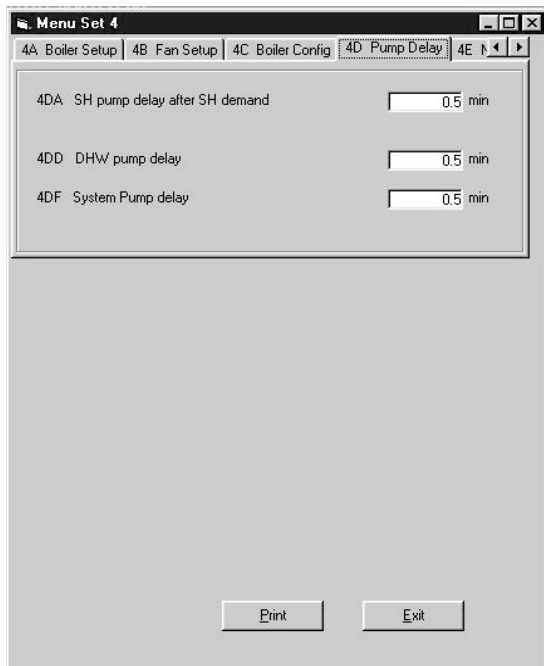 Menu Set 4
4A Boiler Setup 4B Fan Setup 4C Boiler Config 4D Pump Delay 4E
4DA SH pump delay after SH demand 0.5 min
4DD DHW pump delay 0.5 min
4DF System Pump delay 0.5 min
Print Exit